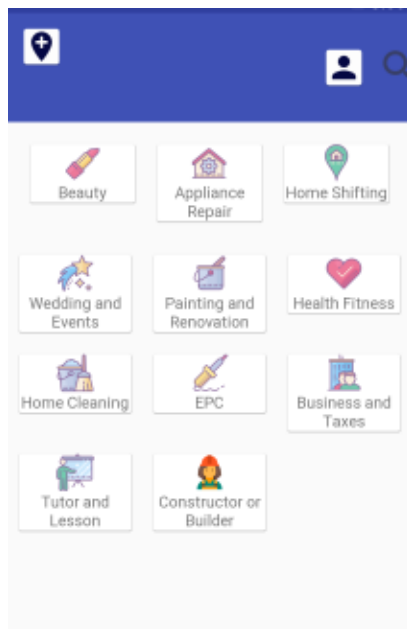 Beauty
Appliance
Repair
Home Shifting
Wedding and
Events
Painting and
Renovation
Health Fitness
Home Cleaning
EPC
Business and
Taxes
Tutor and
Lesson
Constructor or
Builder